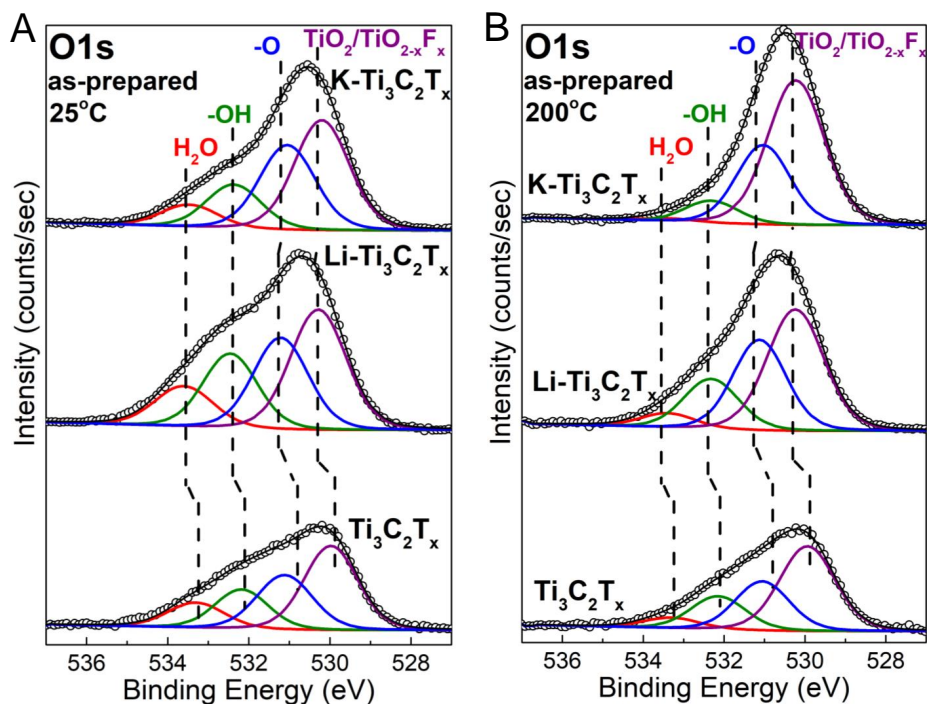 A
O1s
as-prepared
25°C
H₂O
-OH
-O
TiO₂/TiO₂₋ₓFₓ
K-Ti₃C₂Tₓ
Li-Ti₃C₂Tₓ
Ti₃C₂Tₓ
Intensity (counts/sec)
536 534 532 530 528
Binding Energy (eV)
B
O1s
as-prepared
200°C
H₂O
-OH
-O
TiO₂/TiO₂₋ₓFₓ
K-Ti₃C₂Tₓ
Li-Ti₃C₂Tₓ
Ti₃C₂Tₓ
Intensity (counts/sec)
536 534 532 530 528
Binding Energy (eV)